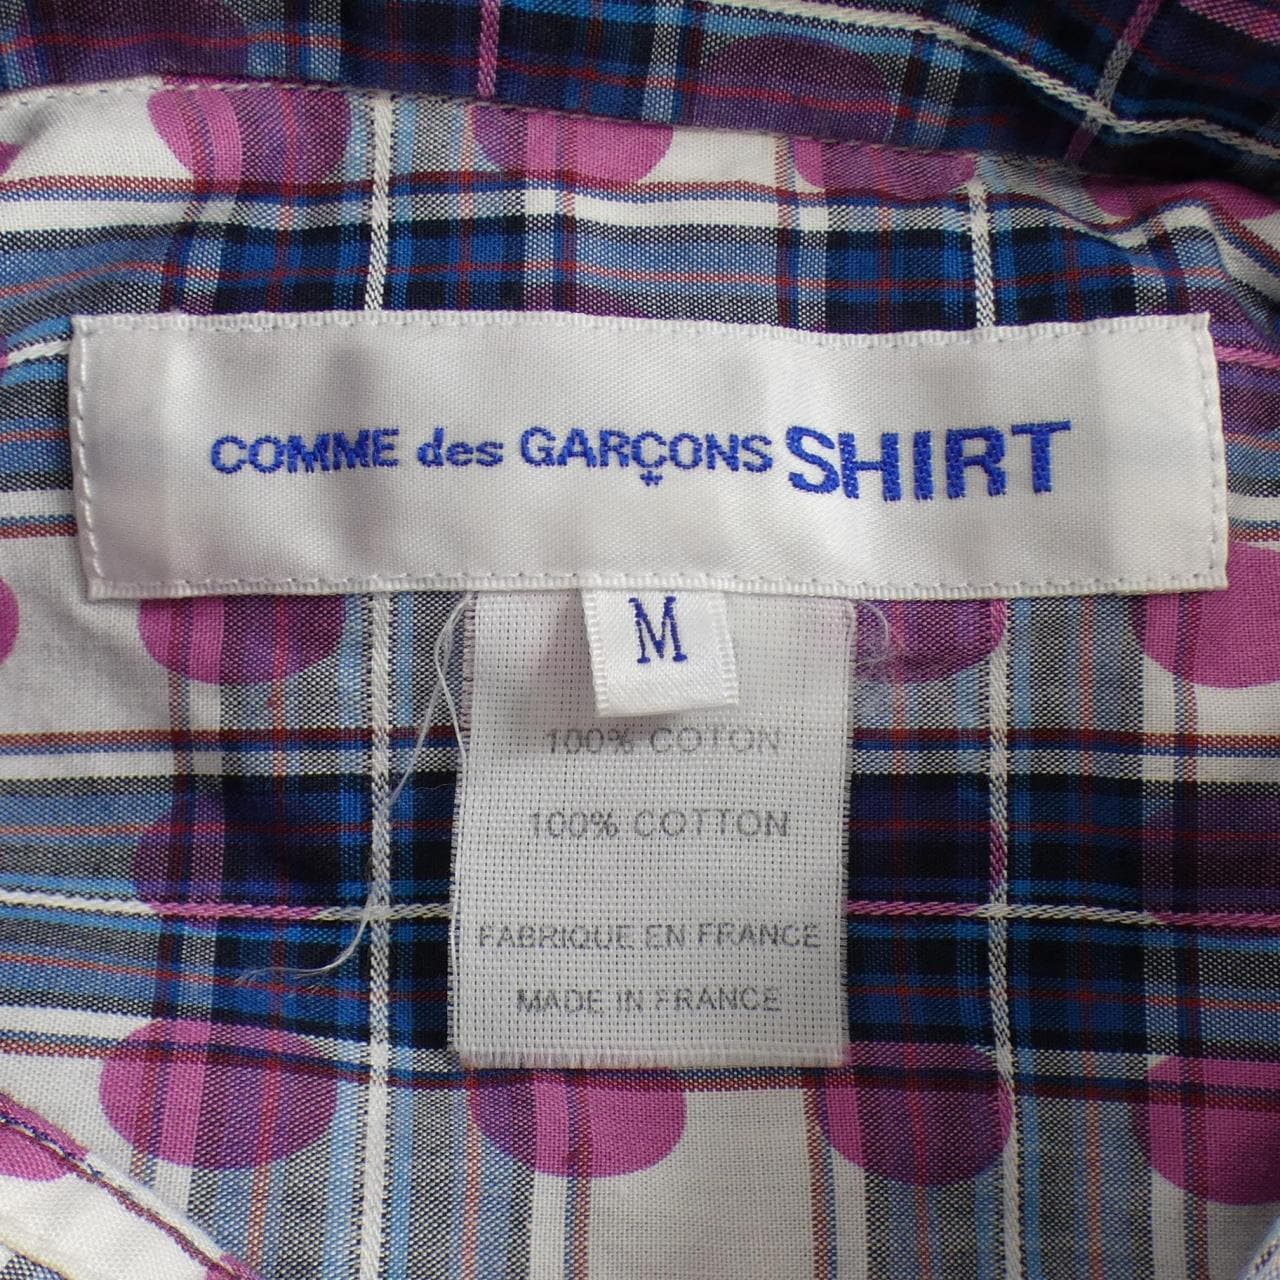 COMME des GARÇONS SHIRT
M
100% COTON
100% COTTON
FABRIQUE EN FRANCE
MADE IN FRANCE